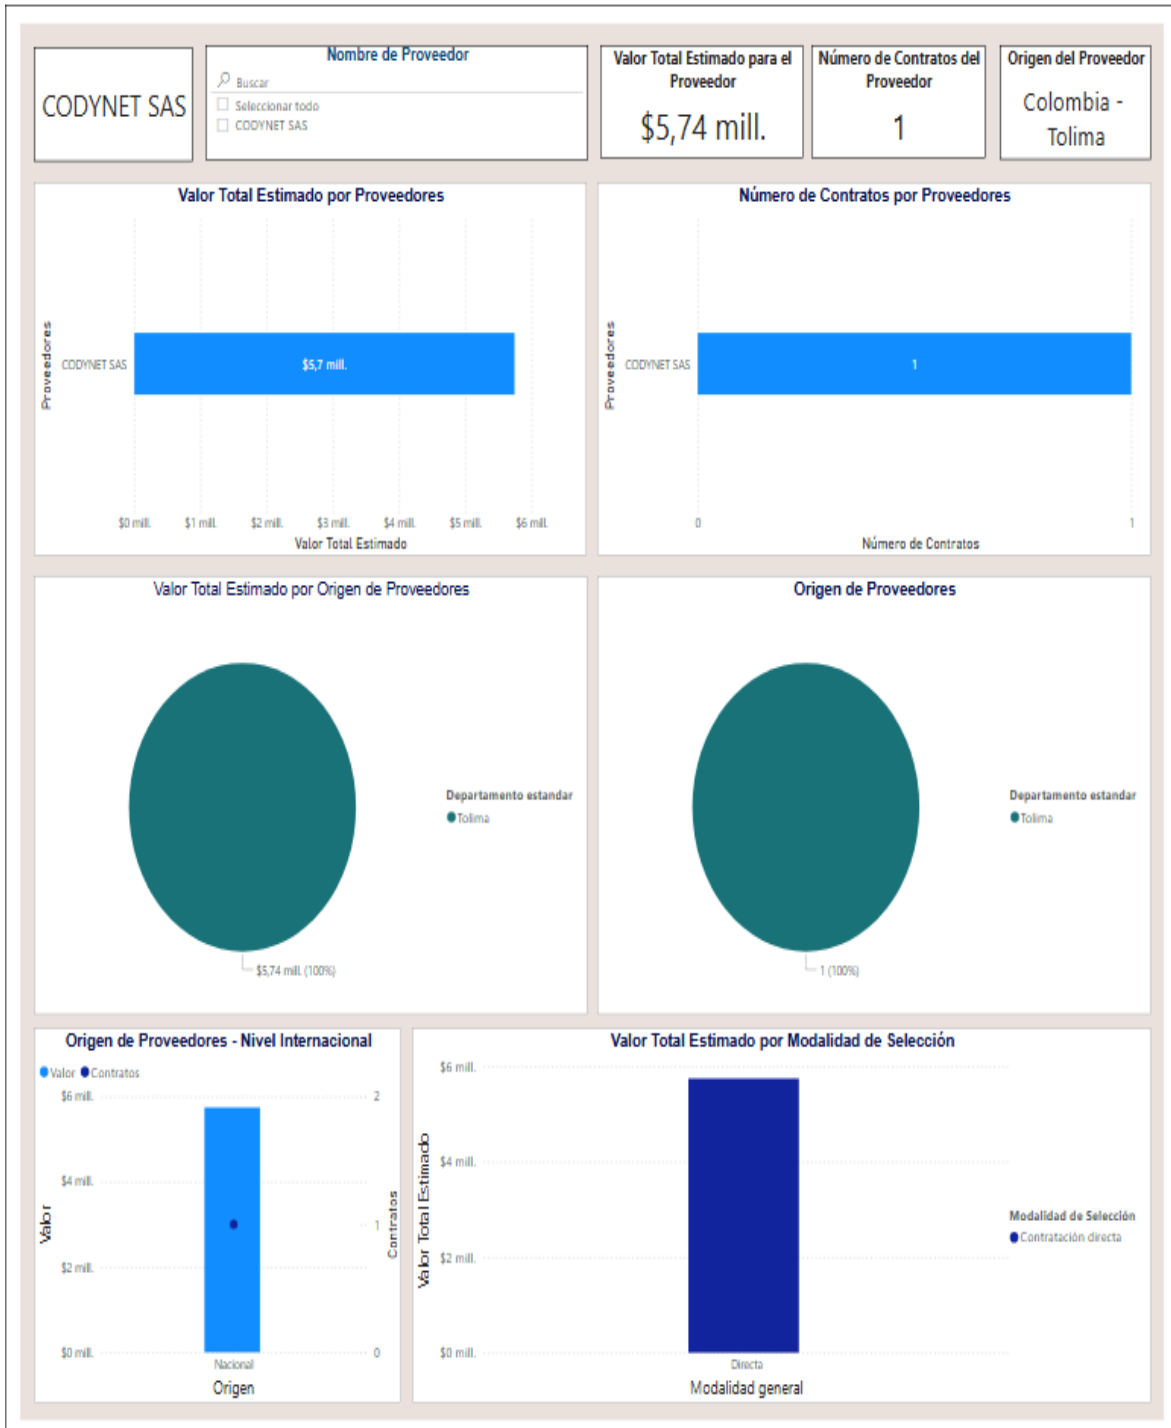 CODYNET SAS
Nombre de Proveedor
Buscar
Seleccionar todo
CODYNET SAS
Valor Total Estimado para el
Proveedor
$5,74 mill.
Número de Contratos del
Proveedor
1
Origen del Proveedor
Colombia -
Tolima
Valor Total Estimado por Proveedores
Proveedores
CODYNET SAS
$5,7 mill.
$0 mill. $1 mill. $2 mill. $3 mill. $4 mill. $5 mill. $6 mill.
Valor Total Estimado
Número de Contratos por Proveedores
Proveedores
CODYNET SAS
1
0 1
Número de Contratos
Valor Total Estimado por Origen de Proveedores
Departamento estandar
Tolima
$5,74 mill. (100%)
Origen de Proveedores
Departamento estandar
Tolima
1 (100%)
Origen de Proveedores - Nivel Internacional
Valor Contratos
$6 mill. 2
$4 mill.
1
$2 mill.
$0 mill. 0
Valor
Contratos
Nacional
Origen
Valor Total Estimado por Modalidad de Selección
$6 mill.
$4 mill.
$2 mill.
$0 mill.
Valor Total Estimado
Directa
Modalidad general
Modalidad de Selección
Contratación directa